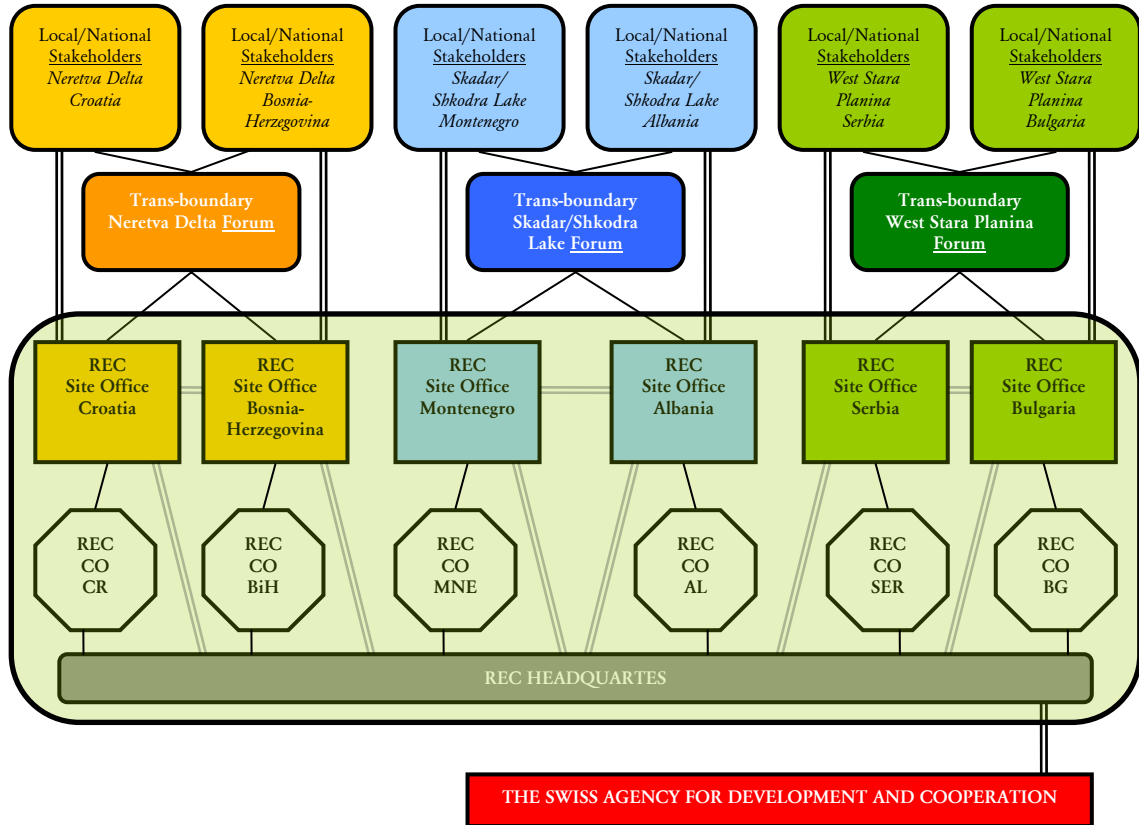 Local/National
Stakeholders
Neretva Delta
Croatia
Local/National
Stakeholders
Neretva Delta
Bosnia-
Herzegovina
Local/National
Stakeholders
Skadar/
Shkodra Lake
Montenegro
Local/National
Stakeholders
Skadar/
Shkodra Lake
Albania
Local/National
Stakeholders
West Stara
Planina
Serbia
Local/National
Stakeholders
West Stara
Planina
Bulgaria
Trans-boundary
Neretva Delta Forum
Trans-boundary
Skadar/Shkodra
Lake Forum
Trans-boundary
West Stara Planina
Forum
REC
Site Office
Croatia
REC
Site Office
Bosnia-
Herzegovina
REC
Site Office
Montenegro
REC
Site Office
Albania
REC
Site Office
Serbia
REC
Site Office
Bulgaria
REC
CO
CR
REC
CO
BiH
REC
CO
MNE
REC
CO
AL
REC
CO
SER
REC
CO
BG
REC HEADQUARTES
THE SWISS AGENCY FOR DEVELOPMENT AND COOPERATION